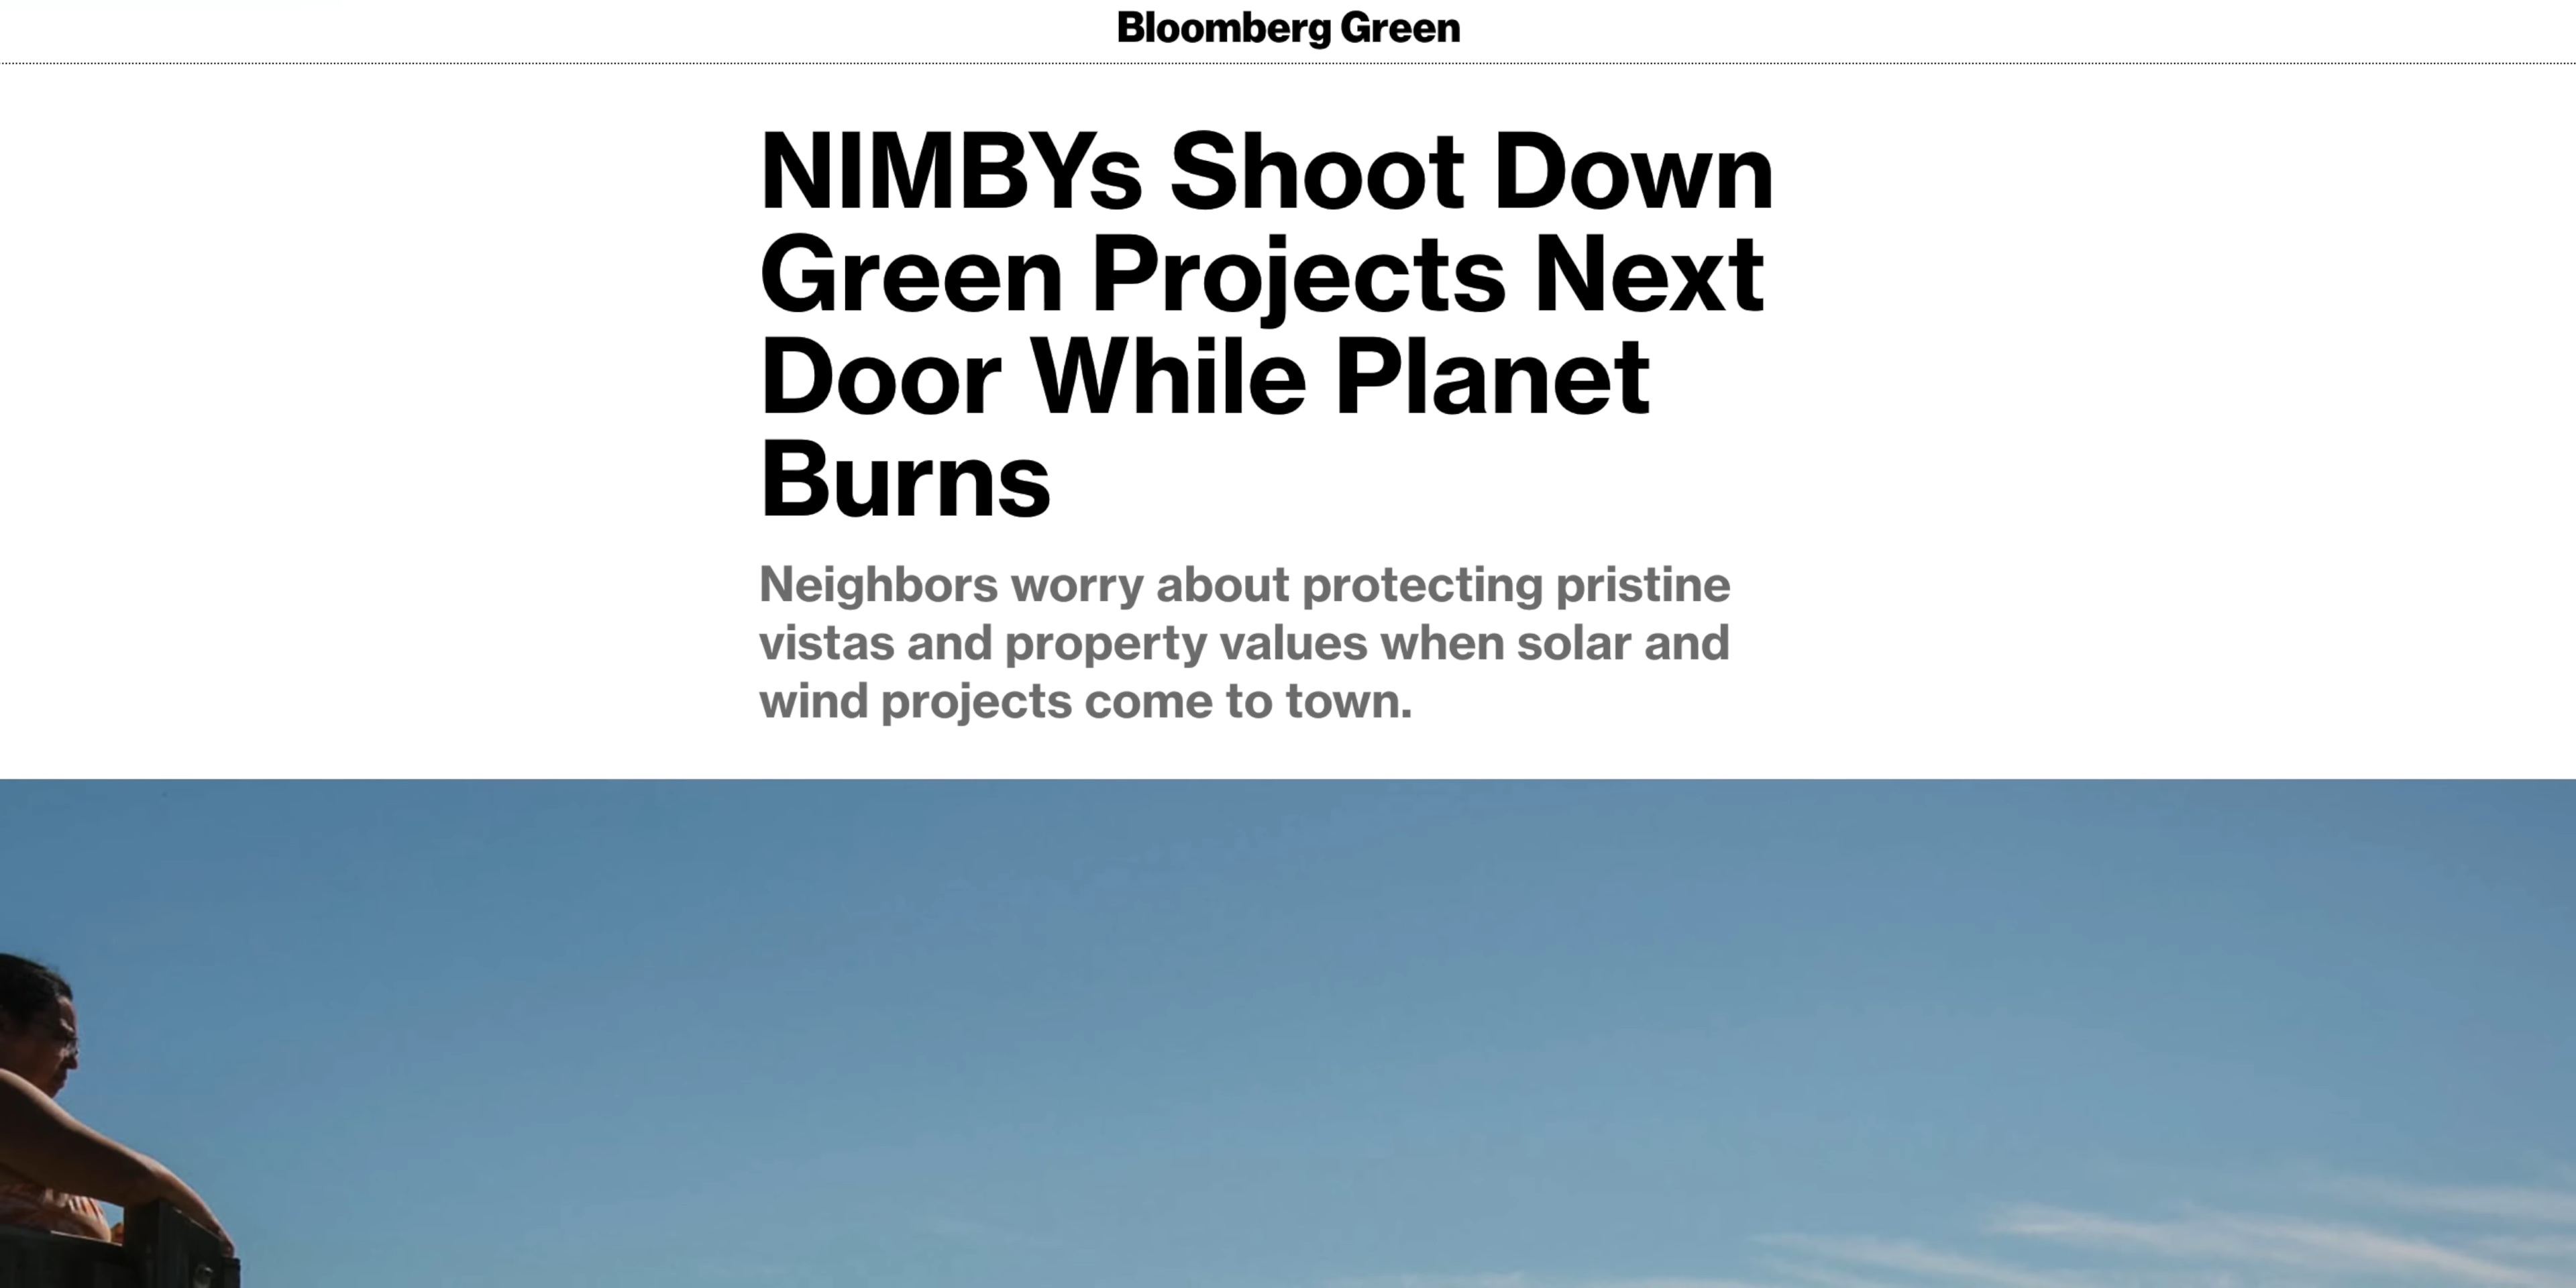 Bloomberg Green
NIMBYs Shoot Down
Green Projects Next
Door While Planet
Burns
Neighbors worry about protecting pristine
vistas and property values when solar and
wind projects come to town.